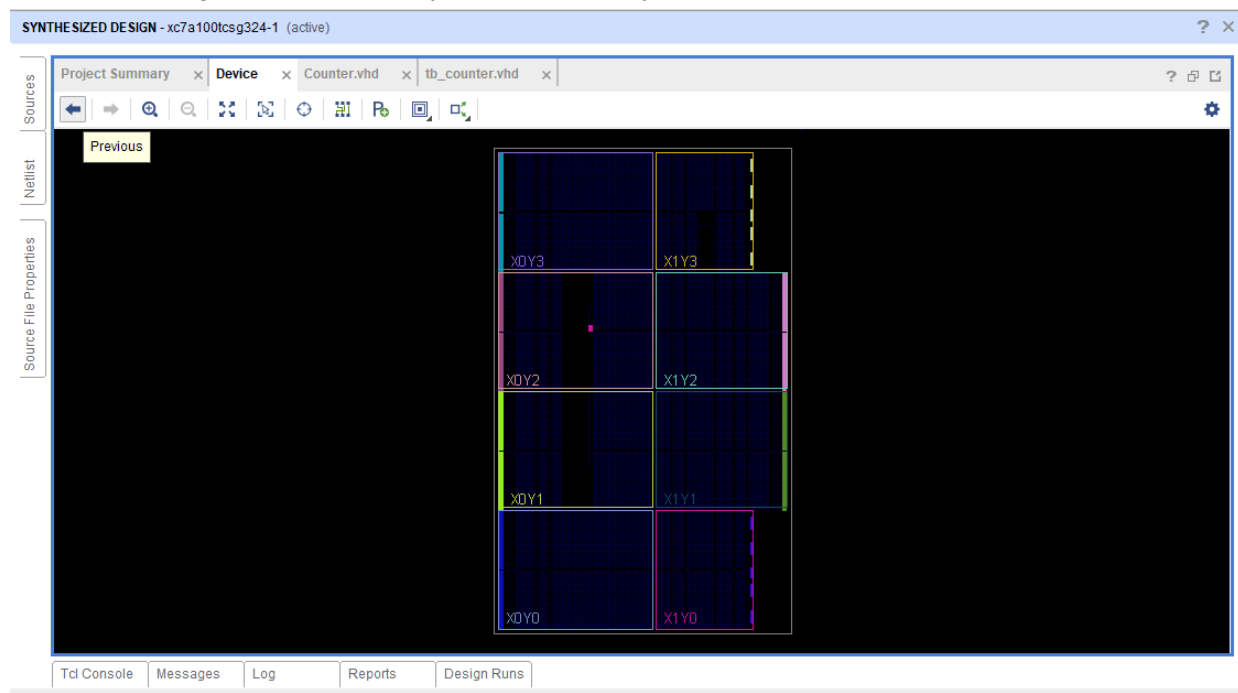 SYNTHESIZED DESIGN - xc7a100tcsg324-1 (active)
Project Summary Device Counter.vhd tb_counter.vhd
Previous
Sources
Netlist
Source File Properties
X0Y3 X1Y3
X0Y2 X1Y2
X0Y1 X1Y1
X0Y0 X1Y0
Tcl Console Messages Log Reports Design Runs